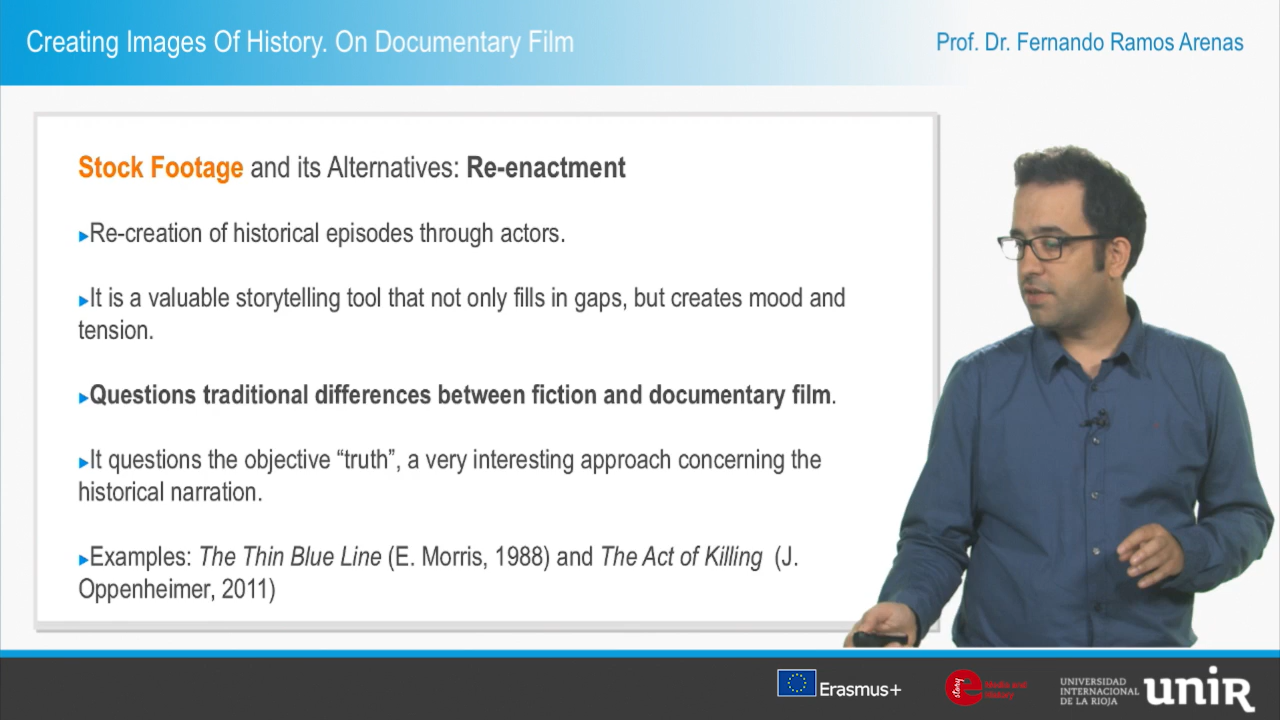 Creating Images Of History. On Documentary Film
Prof. Dr. Fernando Ramos Arenas
Stock Footage and its Alternatives: Re-enactment
▶Re-creation of historical episodes through actors.
▶It is a valuable storytelling tool that not only fills in gaps, but creates mood and
tension.
▶Questions traditional differences between fiction and documentary film.
▶It questions the objective “truth”, a very interesting approach concerning the
historical narration.
▶Examples: The Thin Blue Line (E. Morris, 1988) and The Act of Killing (J.
Oppenheimer, 2011)
Erasmus+
e story
Media and
History
UNIVERSIDAD
INTERNACIONAL
DE LA RIOJA
unir